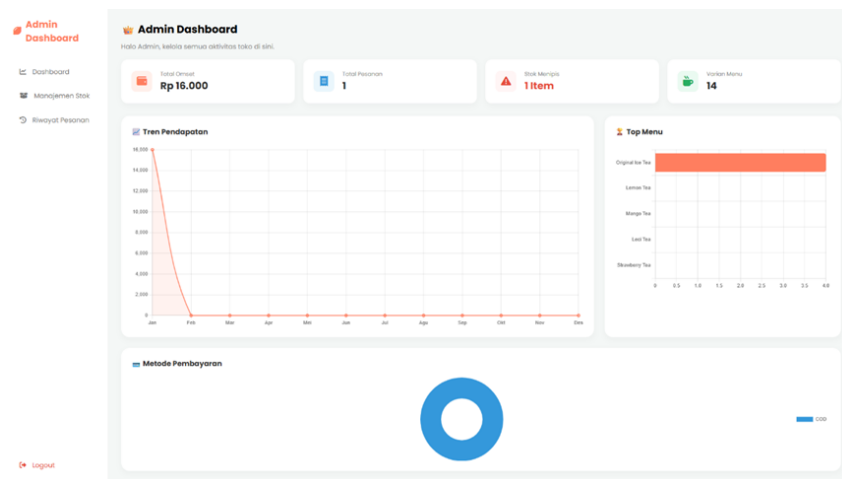 Admin
Dashboard
Dashboard
Manajemen Stok
Riwayat Pesanan
Logout
Admin Dashboard
Halo Admin, kelola semua aktivitas toko di sini.
Total Omset
Rp 16.000
Total Pesanan
1
Stok Menipis
1 Item
Varian Menu
14
Tren Pendapatan
16,000
14,000
12,000
10,000
8,000
6,000
4,000
2,000
0
Jan Feb Mar Apr Mei Jun Jul Agu Sep Okt Nov Des
Top Menu
Original Ice Tea
Lemon Tea
Mango Tea
Leci Tea
Strawberry Tea
0 0.5 1.0 1.5 2.0 2.5 3.0 3.5 4.0
Metode Pembayaran
COD